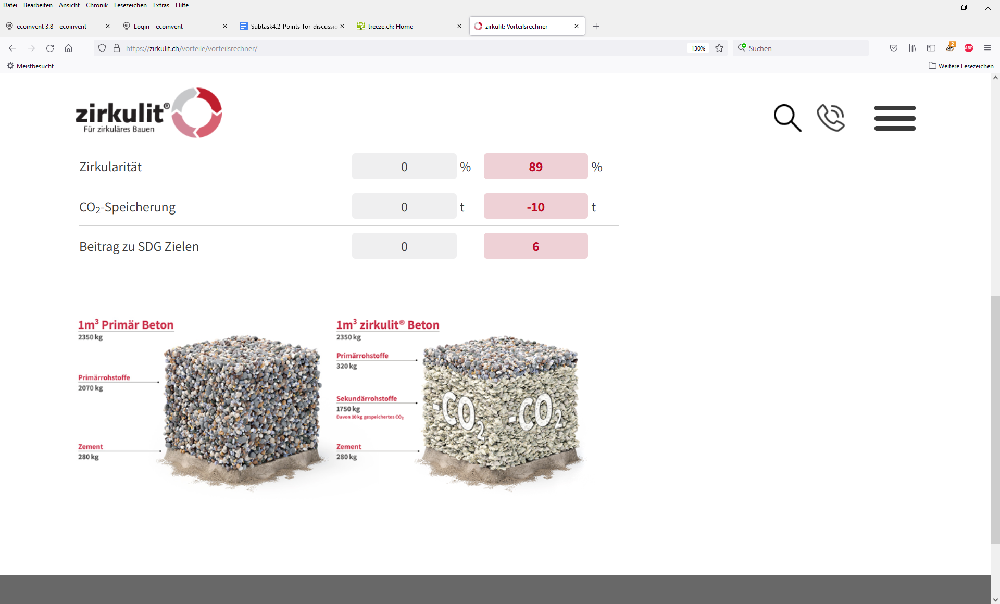 Datei Bearbeiten Ansicht Chronik Lesezeichen Extras Hilfe
ecoinvent 3.8 – ecoinvent
Login – ecoinvent
Subtask4.2-Points-for-discussio
treeze.ch: Home
zirkulit: Vorteilsrechner
https://zirkulit.ch/vorteile/vorteilsrechner/
130%
Suchen
2
ABP
Meistbesucht
Weitere Lesezeichen
zirkulit®
Für zirkuläres Bauen
Zirkularität 0 % 89 %
CO₂-Speicherung 0 t -10 t
Beitrag zu SDG Zielen 0 6
1m³ Primär Beton
2350 kg
Primärrohstoffe
2070 kg
Zement
280 kg
1m³ zirkulit® Beton
2350 kg
Primärrohstoffe
320 kg
Sekundärrohstoffe
1750 kg
Davon 10 kg gespeichertes CO₂
Zement
280 kg
-CO₂
-CO₂